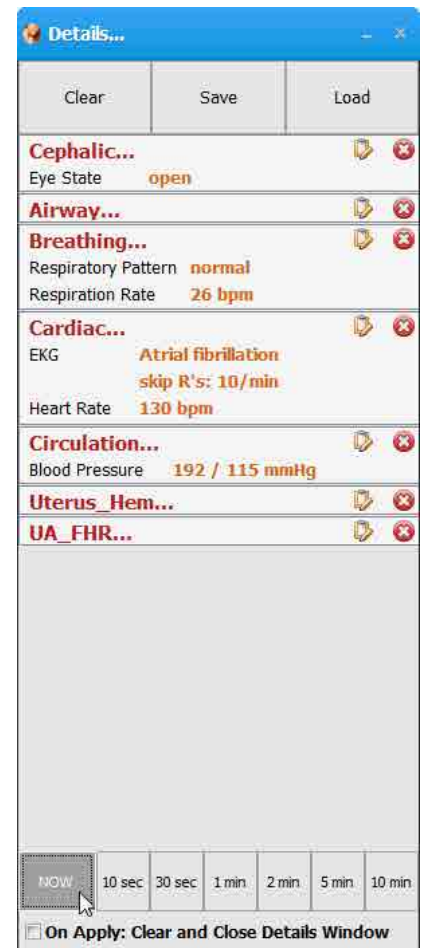 Details...
Clear Save Load
Cephalic...
Eye State open
Airway...
Breathing...
Respiratory Pattern normal
Respiration Rate 26 bpm
Cardiac...
EKG Atrial fibrillation
skip R's: 10/min
Heart Rate 130 bpm
Circulation...
Blood Pressure 192 / 115 mmHg
Uterus_Hem...
UA_FHR...
NOW 10 sec 30 sec 1 min 2 min 5 min 10 min
On Apply: Clear and Close Details Window